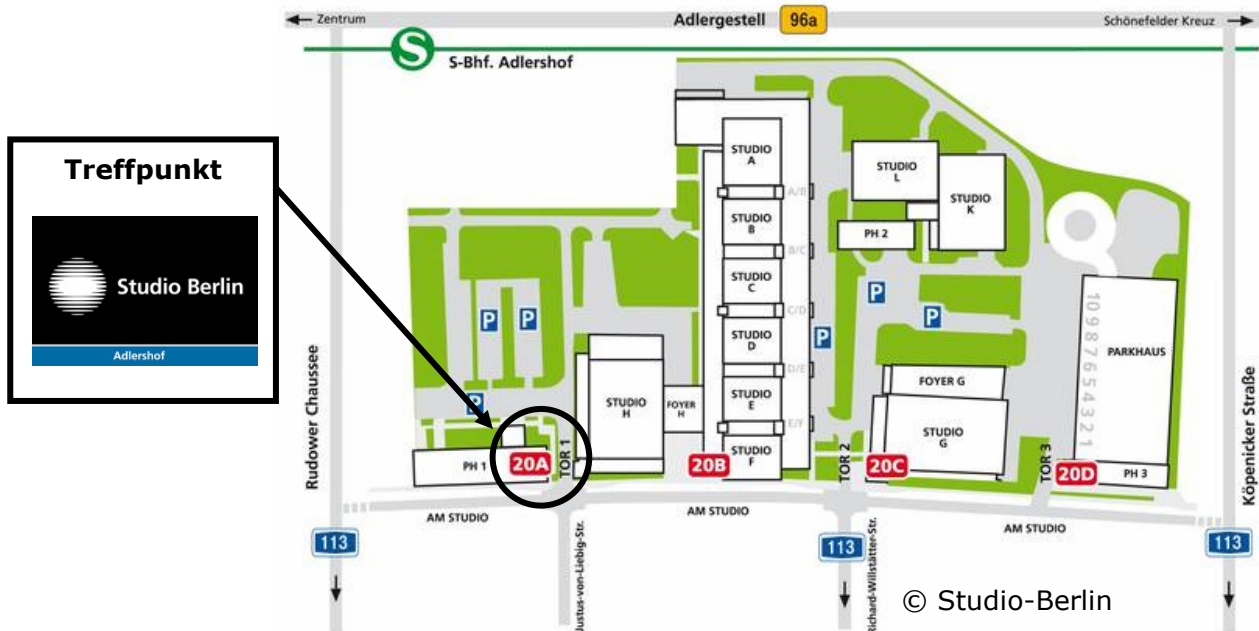 Zentrum
Adlergestell 96a
Schönefelder Kreuz
S
S-Bhf. Adlershof
Treffpunkt
Studio Berlin
Adlershof
Rudower Chaussee
STUDIO
A
A/B
STUDIO
B
B/C
STUDIO
C
C/D
STUDIO
D
D/E
STUDIO
E
E/F
STUDIO
F
STUDIO
L
STUDIO
K
PH 2
P
P
P
P
P
P
STUDIO
H
FOYER
H
FOYER G
STUDIO
G
PARKHAUS
10 9 8 7 6 5 4 3 2 1
PH 1
20A
TOR 1
20B
TOR 2
20C
TOR 3
20D
PH 3
Köpenicker Straße
AM STUDIO
AM STUDIO
AM STUDIO
113
113
113
Justus-von-Liebig-Str.
Richard-Willstätter-Str.
© Studio-Berlin